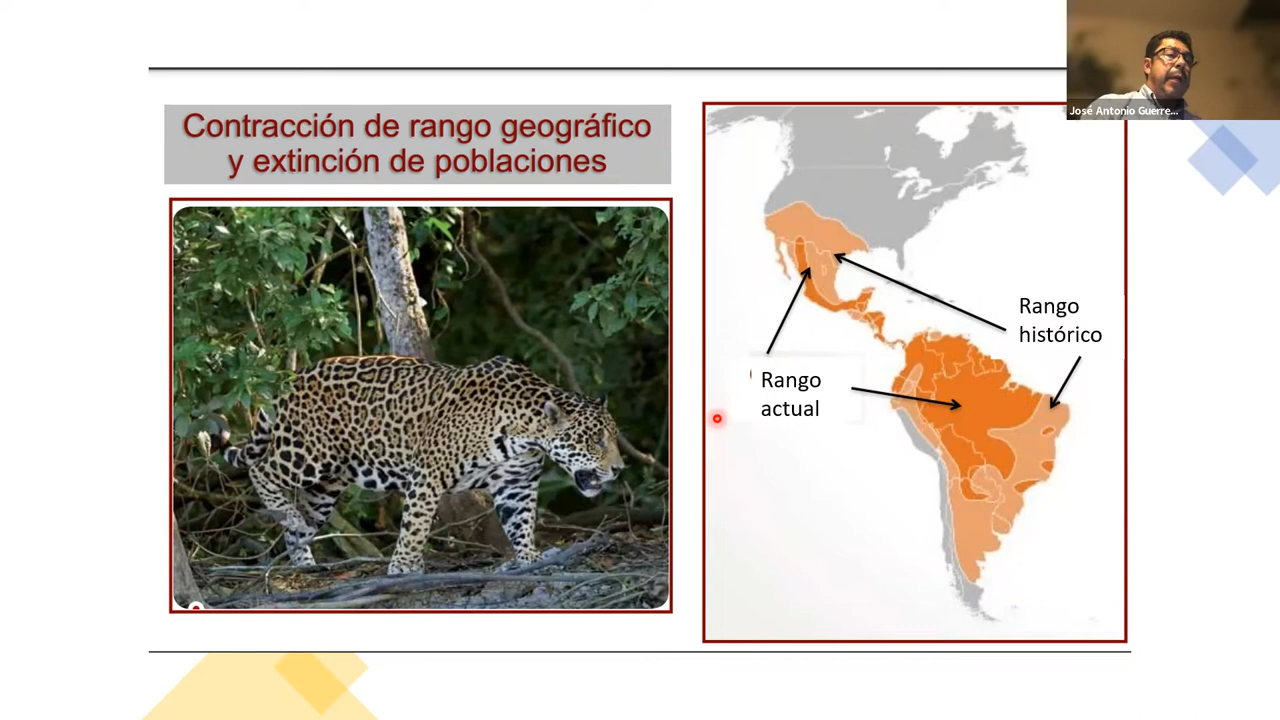 José Antonio Guerre...
Contracción de rango geográfico
y extinción de poblaciones
Rango
histórico
Rango
actual